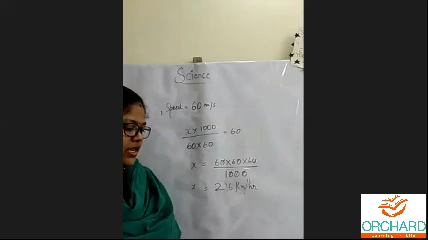 Science
, Speed = 60 m/s
x × 1000 / 60 × 60 = 60
x = 60×60×60 / 1000
x = 216 Km/hr
ORCHARD